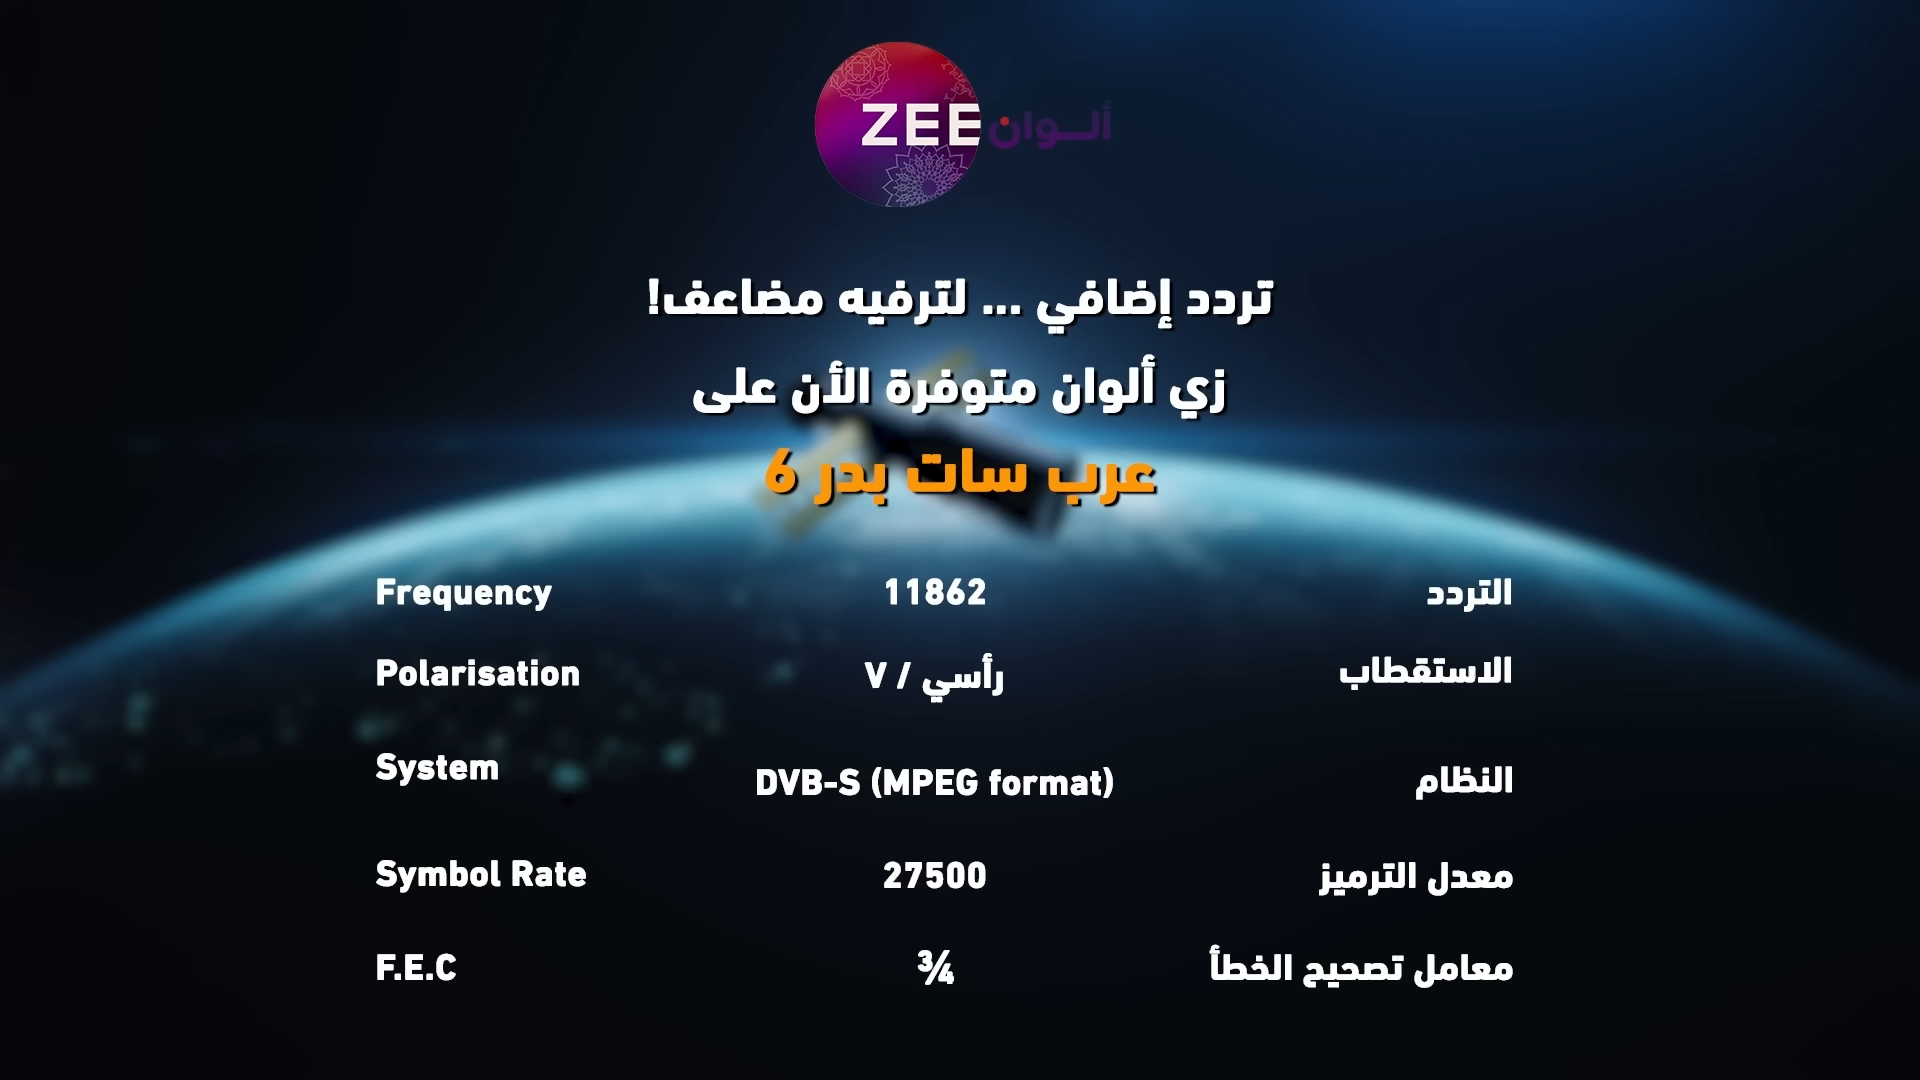 ZEE ألوان
تردد إضافي ... لترفيه مضاعف!
زي ألوان متوفرة الأن على
عرب سات بدر 6
Frequency 11862 التردد
Polarisation رأسي / V الاستقطاب
System DVB-S (MPEG format) النظام
Symbol Rate 27500 معدل الترميز
F.E.C ¾ معامل تصحيح الخطأ